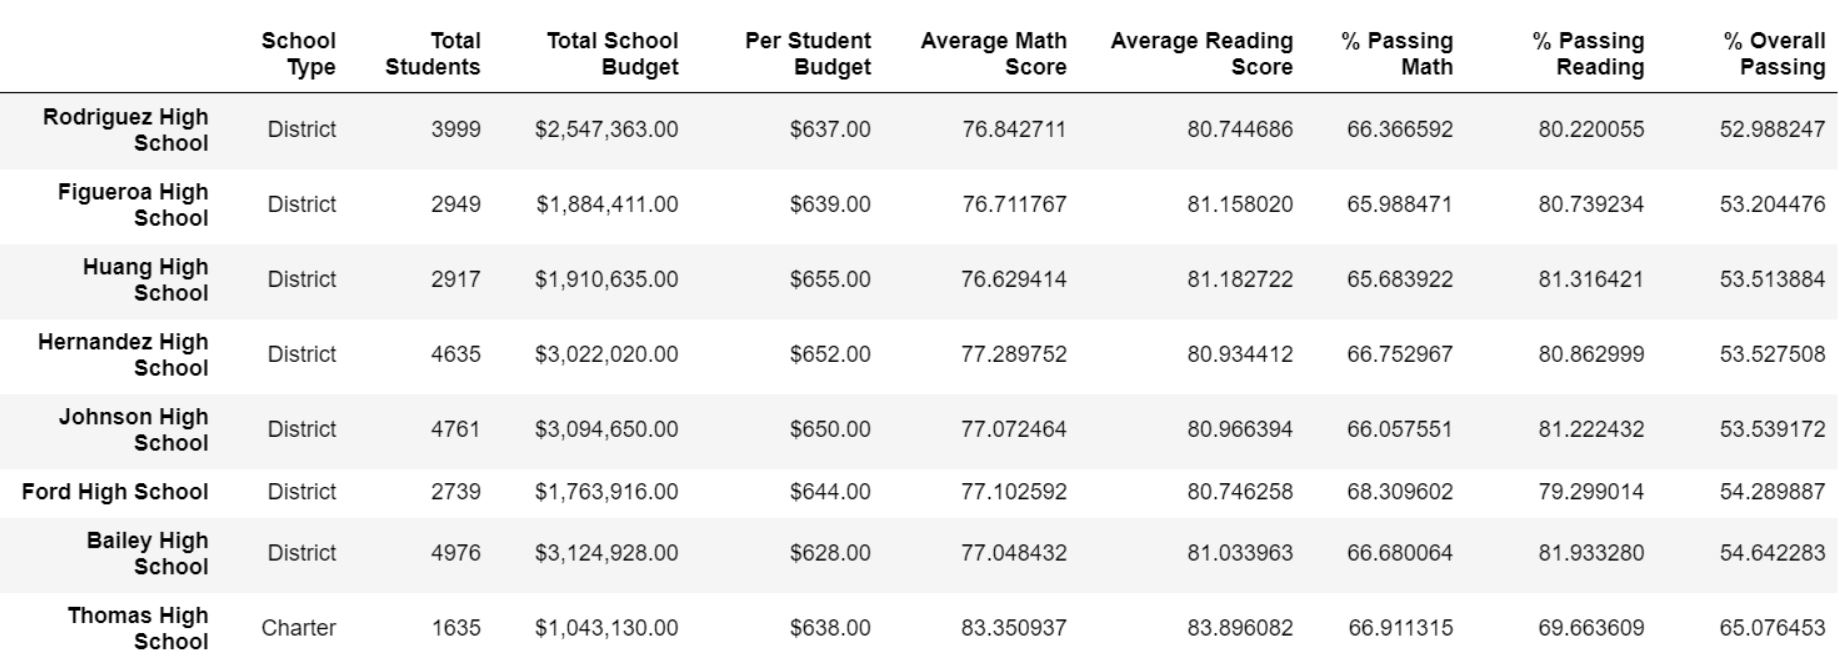 School Type Total Students Total School Budget Per Student Budget Average Math Score Average Reading Score % Passing Math % Passing Reading % Overall Passing
Rodriguez High School District 3999 $2,547,363.00 $637.00 76.842711 80.744686 66.366592 80.220055 52.988247
Figueroa High School District 2949 $1,884,411.00 $639.00 76.711767 81.158020 65.988471 80.739234 53.204476
Huang High School District 2917 $1,910,635.00 $655.00 76.629414 81.182722 65.683922 81.316421 53.513884
Hernandez High School District 4635 $3,022,020.00 $652.00 77.289752 80.934412 66.752967 80.862999 53.527508
Johnson High School District 4761 $3,094,650.00 $650.00 77.072464 80.966394 66.057551 81.222432 53.539172
Ford High School District 2739 $1,763,916.00 $644.00 77.102592 80.746258 68.309602 79.299014 54.289887
Bailey High School District 4976 $3,124,928.00 $628.00 77.048432 81.033963 66.680064 81.933280 54.642283
Thomas High School Charter 1635 $1,043,130.00 $638.00 83.350937 83.896082 66.911315 69.663609 65.076453